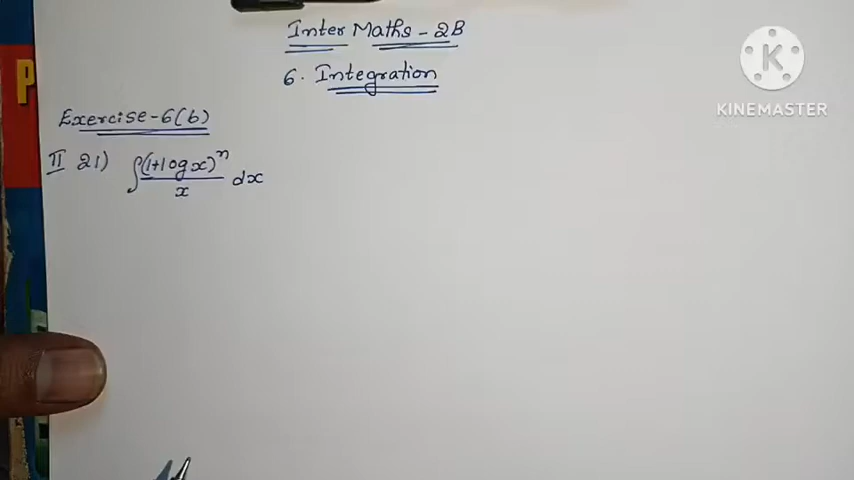 Inter Maths - 2B
6. Integration
K
KINEMASTER
P
Exercise-6(b)
II 21) ∫(1+log x)^n / x dx